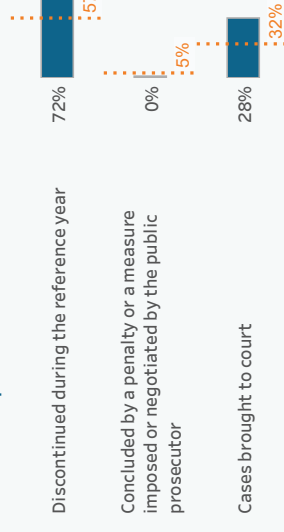 Discontinued during the reference year
72%
Concluded by a penalty or a measure
imposed or negotiated by the public
prosecutor
0%
5%
Cases brought to court
28%
32%